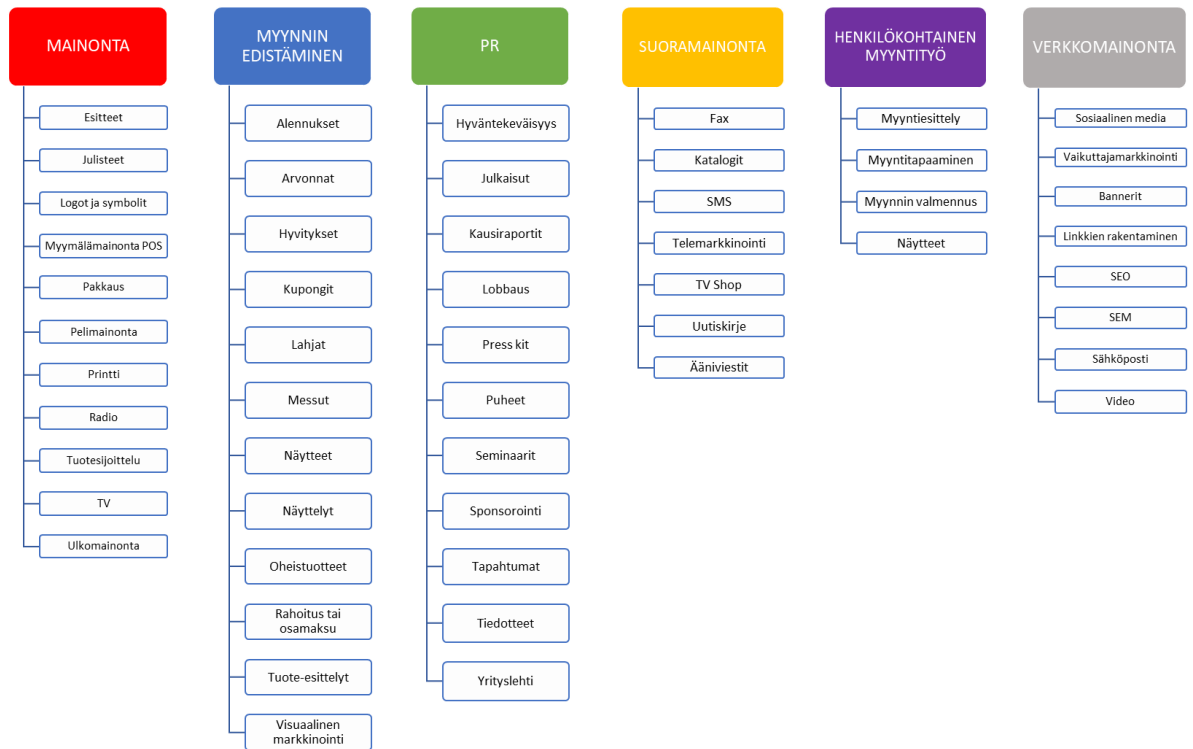 MAINONTA
Esitteet
Julisteet
Logot ja symbolit
Myymälämainonta POS
Pakkaus
Pelimainonta
Printti
Radio
Tuotesijoittelu
TV
Ulkomainonta
MYYNNIN
EDISTÄMINEN
Alennukset
Arvonnat
Hyvitykset
Kupongit
Lahjat
Messut
Näytteet
Näyttelyt
Oheistuotteet
Rahoitus tai
osamaksu
Tuote-esittelyt
Visuaalinen
markkinointi
PR
Hyväntekeväisyys
Julkaisut
Kausiraportit
Lobbaus
Press kit
Puheet
Seminaarit
Sponsorointi
Tapahtumat
Tiedotteet
Yrityslehti
SUORAMAINONTA
Fax
Katalogit
SMS
Telemarkkinointi
TV Shop
Uutiskirje
Ääniviestit
HENKILÖKOHTAINEN
MYYNTITYÖ
Myyntiesittely
Myyntitapaaminen
Myynnin valmennus
Näytteet
VERKKOMAINONTA
Sosiaalinen media
Vaikuttajamarkkinointi
Bannerit
Linkkien rakentaminen
SEO
SEM
Sähköposti
Video